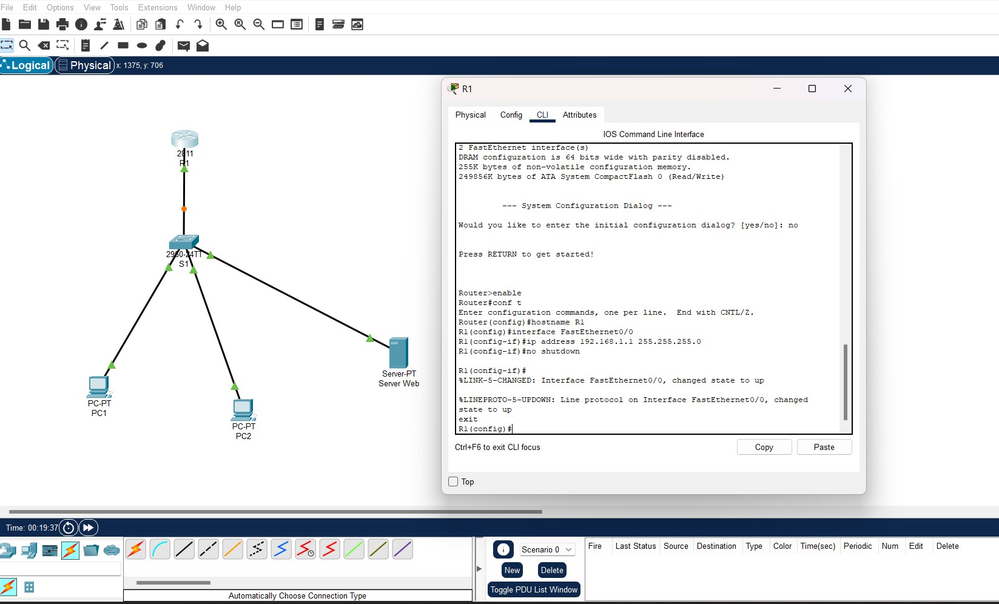 File Edit Options View Tools Extensions Window Help
Logical Physical x: 1375, y: 706
R1
Physical Config CLI Attributes
IOS Command Line Interface
2 FastEthernet interface(s)
DRAM configuration is 64 bits wide with parity disabled.
255K bytes of non-volatile configuration memory.
249856K bytes of ATA System CompactFlash 0 (Read/Write)
--- System Configuration Dialog ---
Would you like to enter the initial configuration dialog? [yes/no]: no
Press RETURN to get started!
Router>enable
Router#conf t
Enter configuration commands, one per line.  End with CNTL/Z.
Router(config)#hostname R1
R1(config)#interface FastEthernet0/0
R1(config-if)#ip address 192.168.1.1 255.255.255.0
R1(config-if)#no shutdown
R1(config-if)#
%LINK-5-CHANGED: Interface FastEthernet0/0, changed state to up
%LINEPROTO-5-UPDOWN: Line protocol on Interface FastEthernet0/0, changed
state to up
exit
R1(config)#
Ctrl+F6 to exit CLI focus
Copy Paste
Top
2811
R1
2960-24TT
S1
PC-PT
PC1
PC-PT
PC2
Server-PT
Server Web
Time: 00:19:37
Automatically Choose Connection Type
Scenario 0
New Delete
Toggle PDU List Window
Fire Last Status Source Destination Type Color Time(sec) Periodic Num Edit Delete